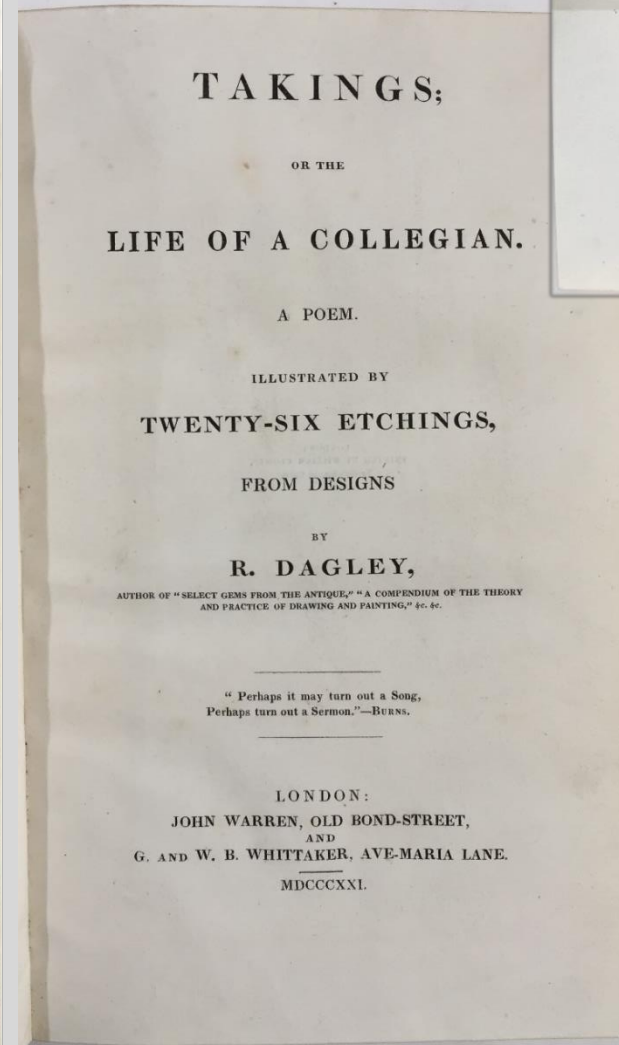 TAKINGS;
OR THE
LIFE OF A COLLEGIAN.
A POEM.
ILLUSTRATED BY
TWENTY-SIX ETCHINGS,
FROM DESIGNS
BY
R. DAGLEY,
AUTHOR OF "SELECT GEMS FROM THE ANTIQUE," "A COMPENDIUM OF THE THEORY
AND PRACTICE OF DRAWING AND PAINTING," &c. &c.
" Perhaps it may turn out a Song,
Perhaps turn out a Sermon."—BURNS.
LONDON:
JOHN WARREN, OLD BOND-STREET,
AND
G. AND W. B. WHITTAKER, AVE-MARIA LANE.
MDCCCXXI.